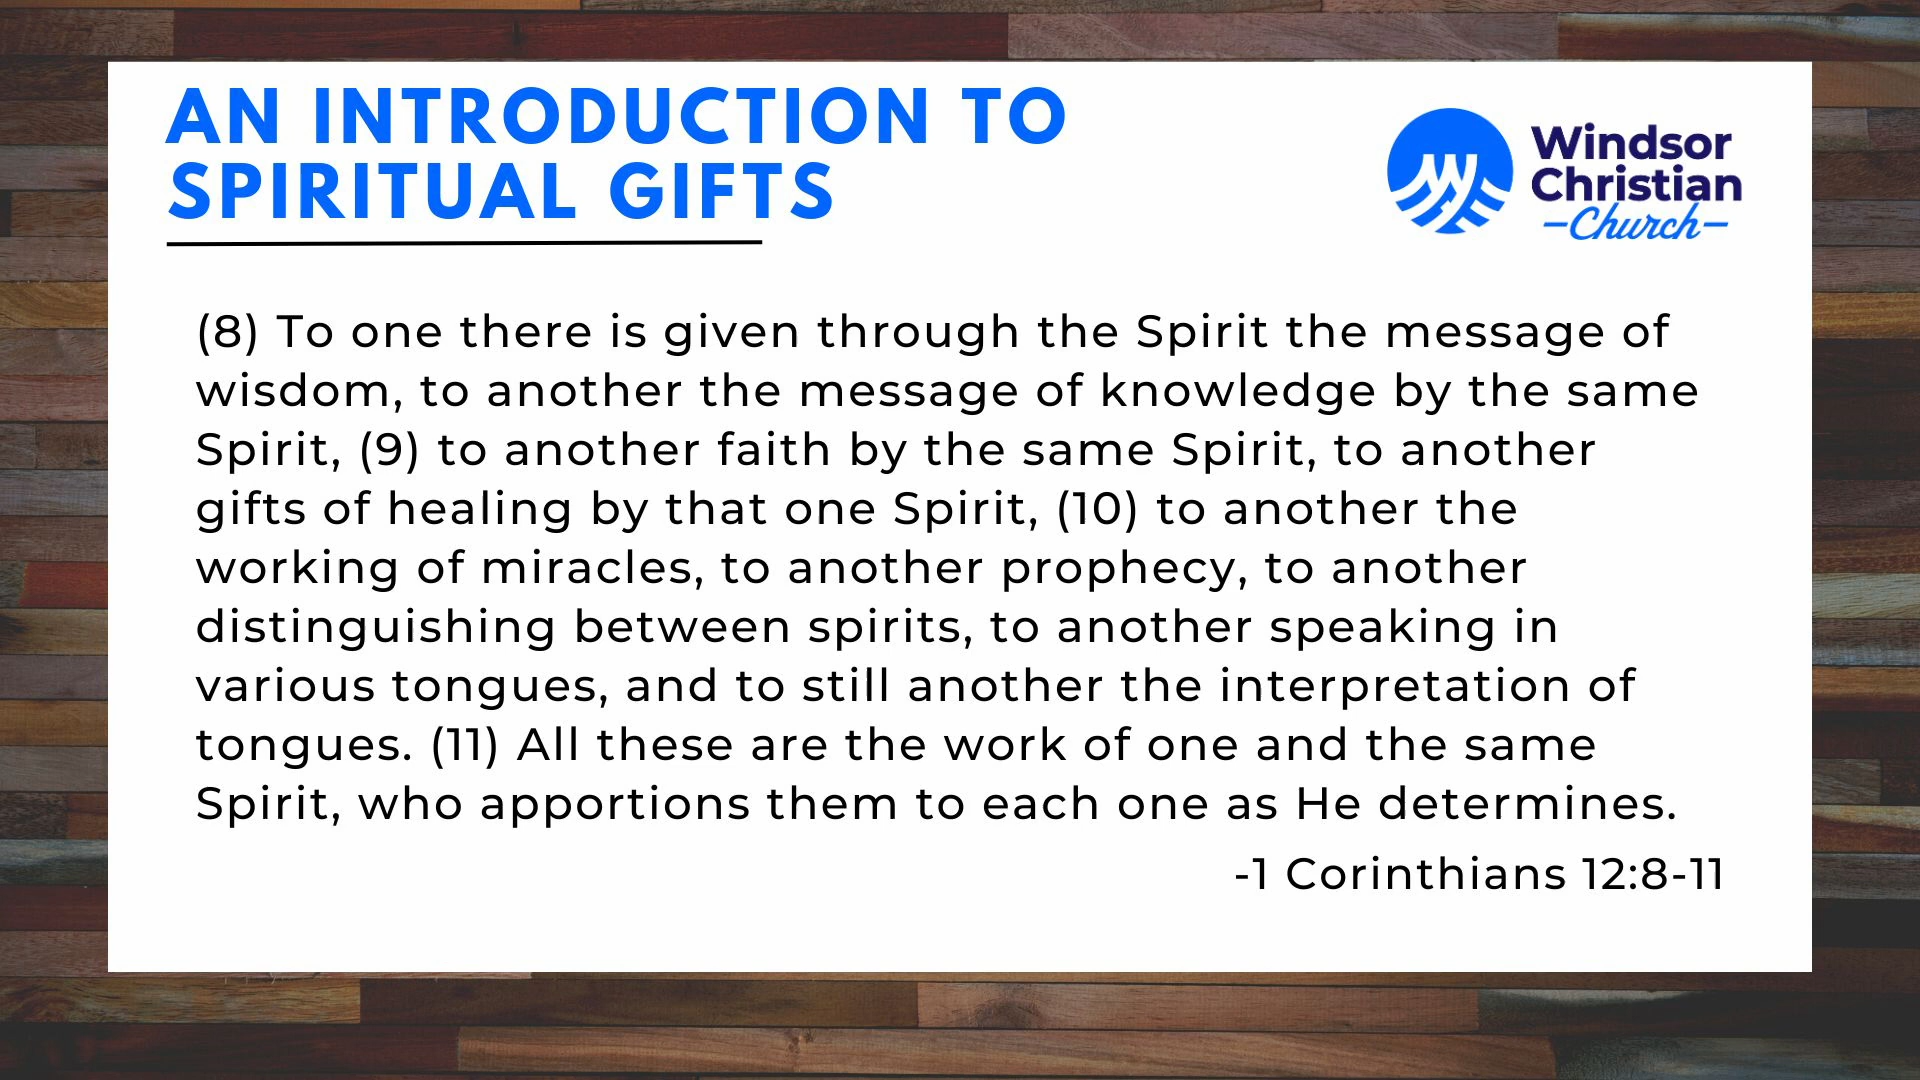 AN INTRODUCTION TO
SPIRITUAL GIFTS
Windsor
Christian
-Church-
(8) To one there is given through the Spirit the message of
wisdom, to another the message of knowledge by the same
Spirit, (9) to another faith by the same Spirit, to another
gifts of healing by that one Spirit, (10) to another the
working of miracles, to another prophecy, to another
distinguishing between spirits, to another speaking in
various tongues, and to still another the interpretation of
tongues. (11) All these are the work of one and the same
Spirit, who apportions them to each one as He determines.
-1 Corinthians 12:8-11